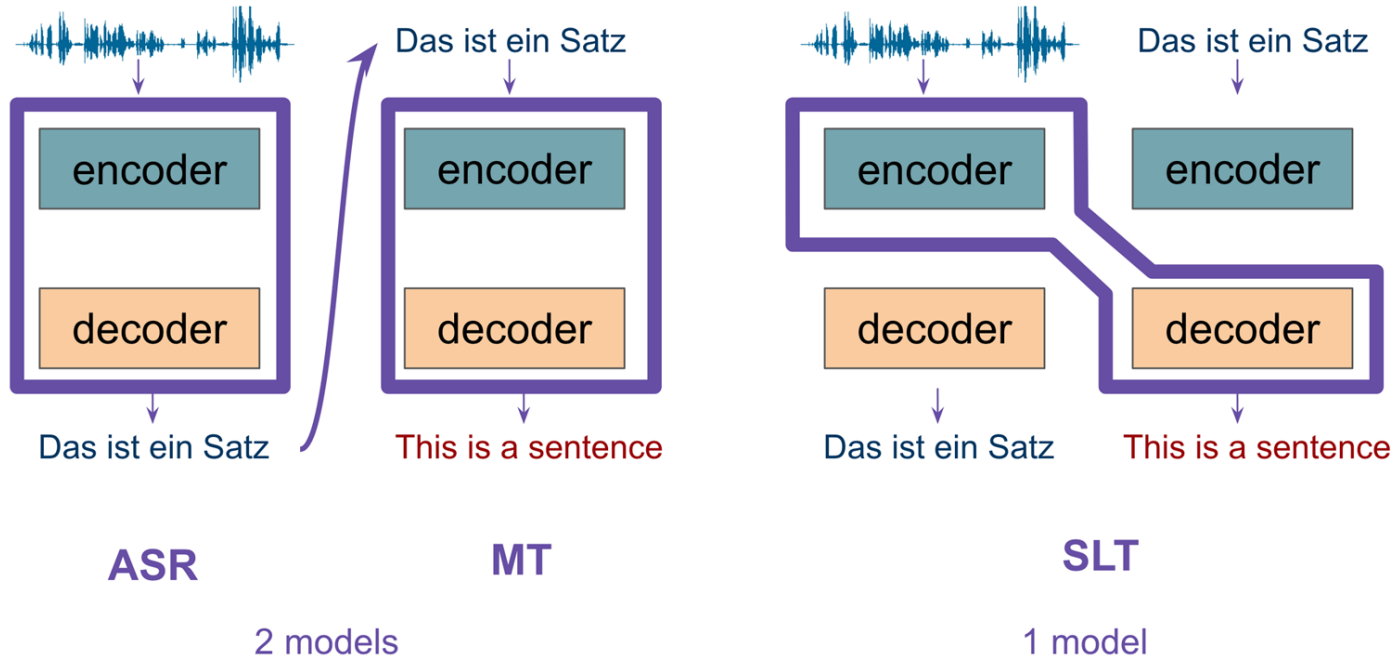 Das ist ein Satz
encoder
decoder
Das ist ein Satz
encoder
decoder
This is a sentence
ASR
MT
2 models
Das ist ein Satz
encoder
encoder
decoder
decoder
Das ist ein Satz
This is a sentence
SLT
1 model